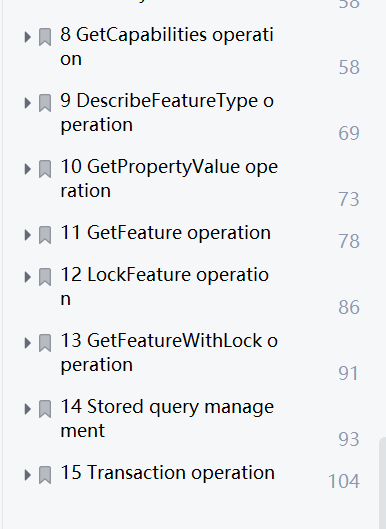 58
8 GetCapabilities operati
on
58
9 DescribeFeatureType o
peration
69
10 GetPropertyValue ope
ration
73
11 GetFeature operation
78
12 LockFeature operatio
n
86
13 GetFeatureWithLock o
peration
91
14 Stored query manage
ment
93
15 Transaction operation
104